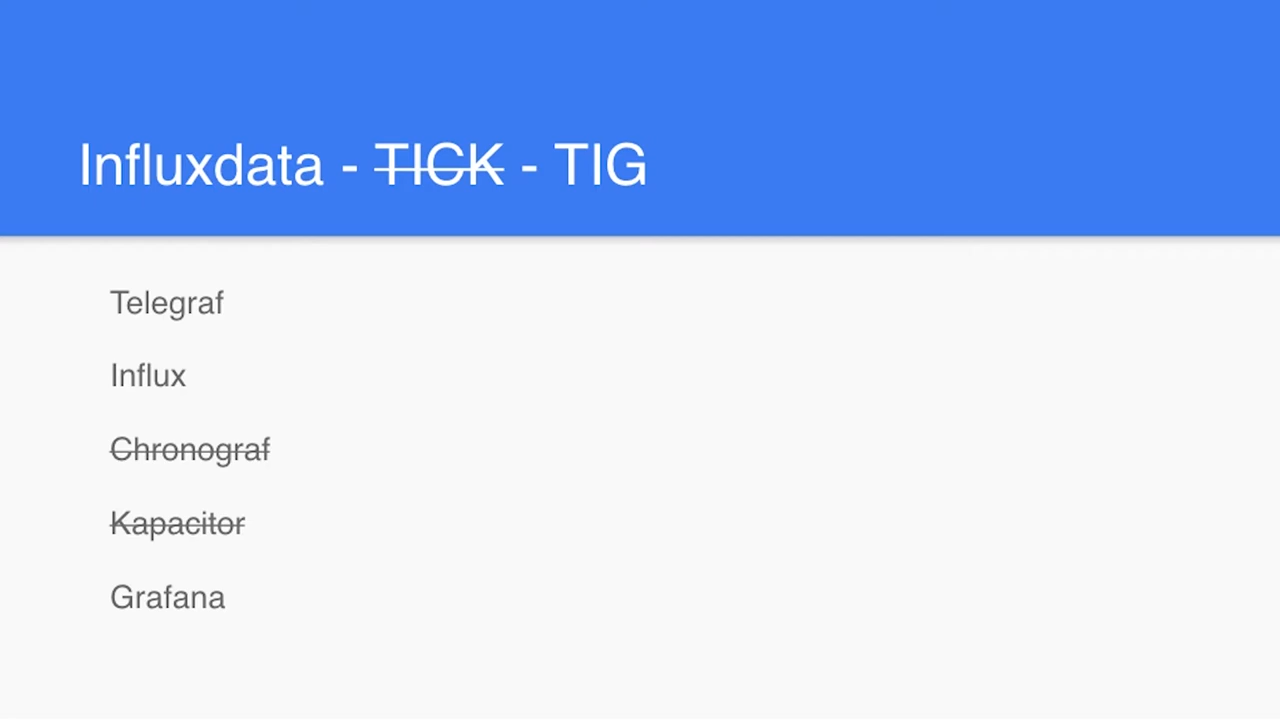 Influxdata - TICK - TIG
Telegraf
Influx
Chronograf
Kapacitor
Grafana